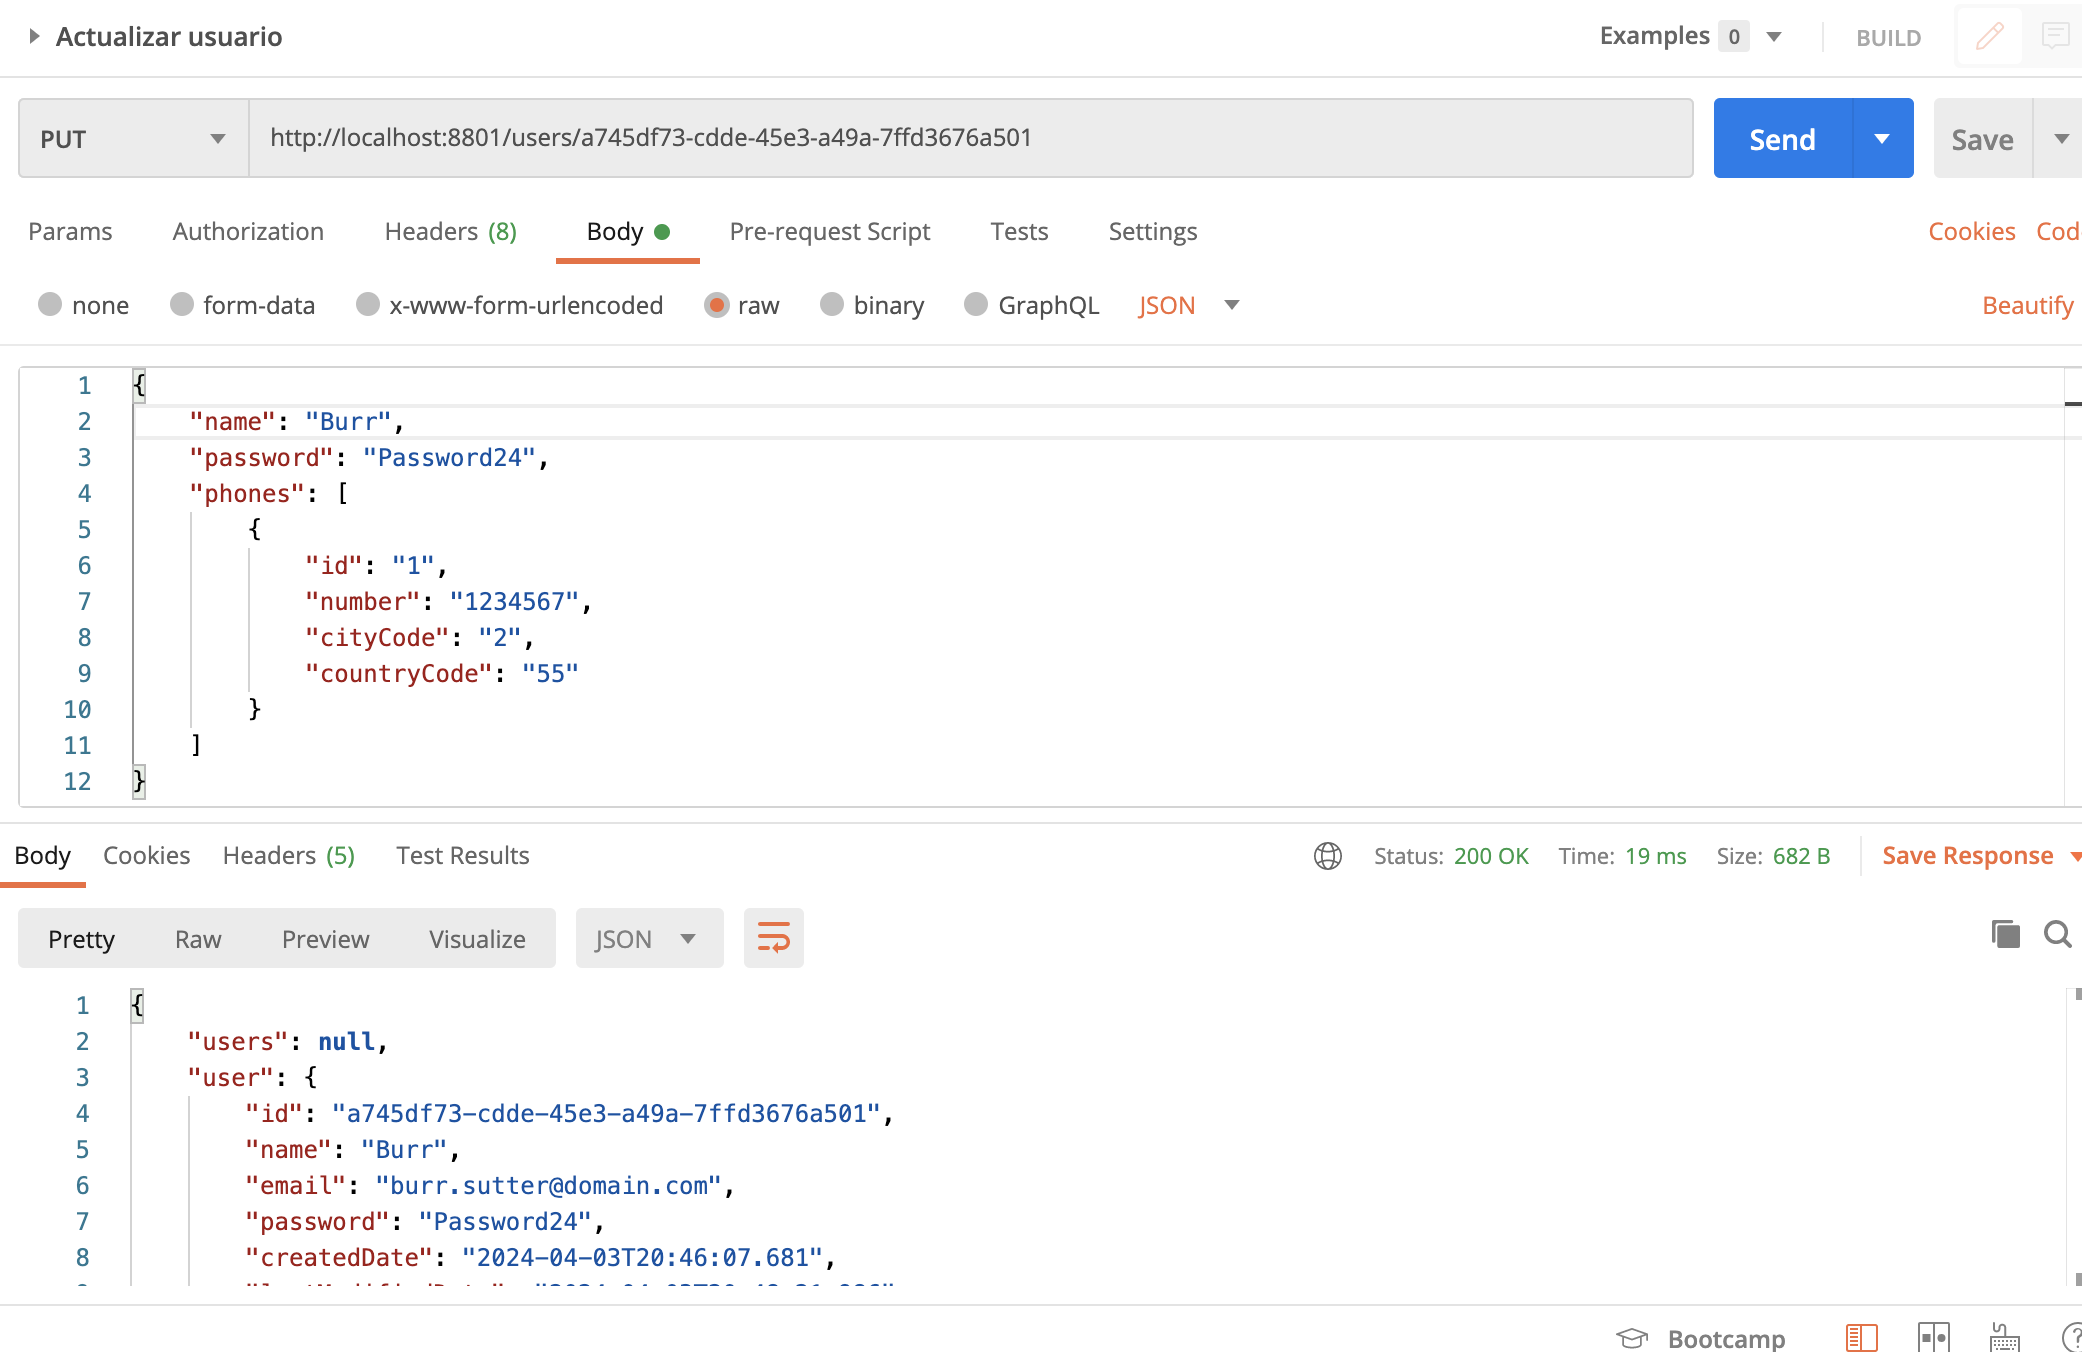 Actualizar usuario Examples 0 BUILD
PUT http://localhost:8801/users/a745df73-cdde-45e3-a49a-7ffd3676a501 Send Save
Params Authorization Headers (8) Body Pre-request Script Tests Settings Cookies Cod
none form-data x-www-form-urlencoded raw binary GraphQL JSON Beautify
1 {
2 "name": "Burr",
3 "password": "Password24",
4 "phones": [
5 {
6 "id": "1",
7 "number": "1234567",
8 "cityCode": "2",
9 "countryCode": "55"
10 }
11 ]
12 }
Body Cookies Headers (5) Test Results Status: 200 OK Time: 19 ms Size: 682 B Save Response
Pretty Raw Preview Visualize JSON
1 {
2 "users": null,
3 "user": {
4 "id": "a745df73-cdde-45e3-a49a-7ffd3676a501",
5 "name": "Burr",
6 "email": "burr.sutter@domain.com",
7 "password": "Password24",
8 "createdDate": "2024-04-03T20:46:07.681",
Bootcamp